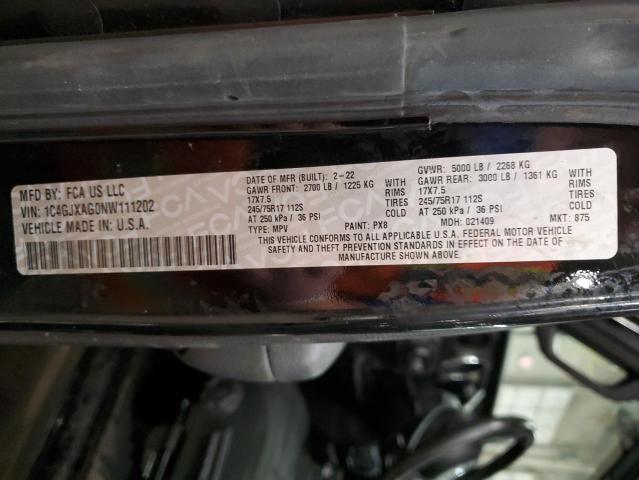 MFD BY: FCA US LLC
VIN: 1C4GJXAG0NW111202
VEHICLE MADE IN: U.S.A.
DATE OF MFR (BUILT): 2-22
GAWR FRONT: 2700 LB / 1225 KG
17X7.5
245/75R17 112S
AT 250 kPa / 36 PSI
TYPE: MPV
WITH
RIMS
WITH
TIRES
COLD
PAINT: PX8
GVWR: 5000 LB / 2268 KG
GAWR REAR: 3000 LB / 1361 KG
17X7.5
245/75R17 112S
AT 250 kPa / 36 PSI
MDH: 021409
WITH
RIMS
WITH
TIRES
COLD
MKT: 875
THIS VEHICLE CONFORMS TO ALL APPLICABLE U.S.A. FEDERAL MOTOR VEHICLE
SAFETY AND THEFT PREVENTION STANDARDS IN EFFECT ON THE DATE OF
MANUFACTURE SHOWN ABOVE.